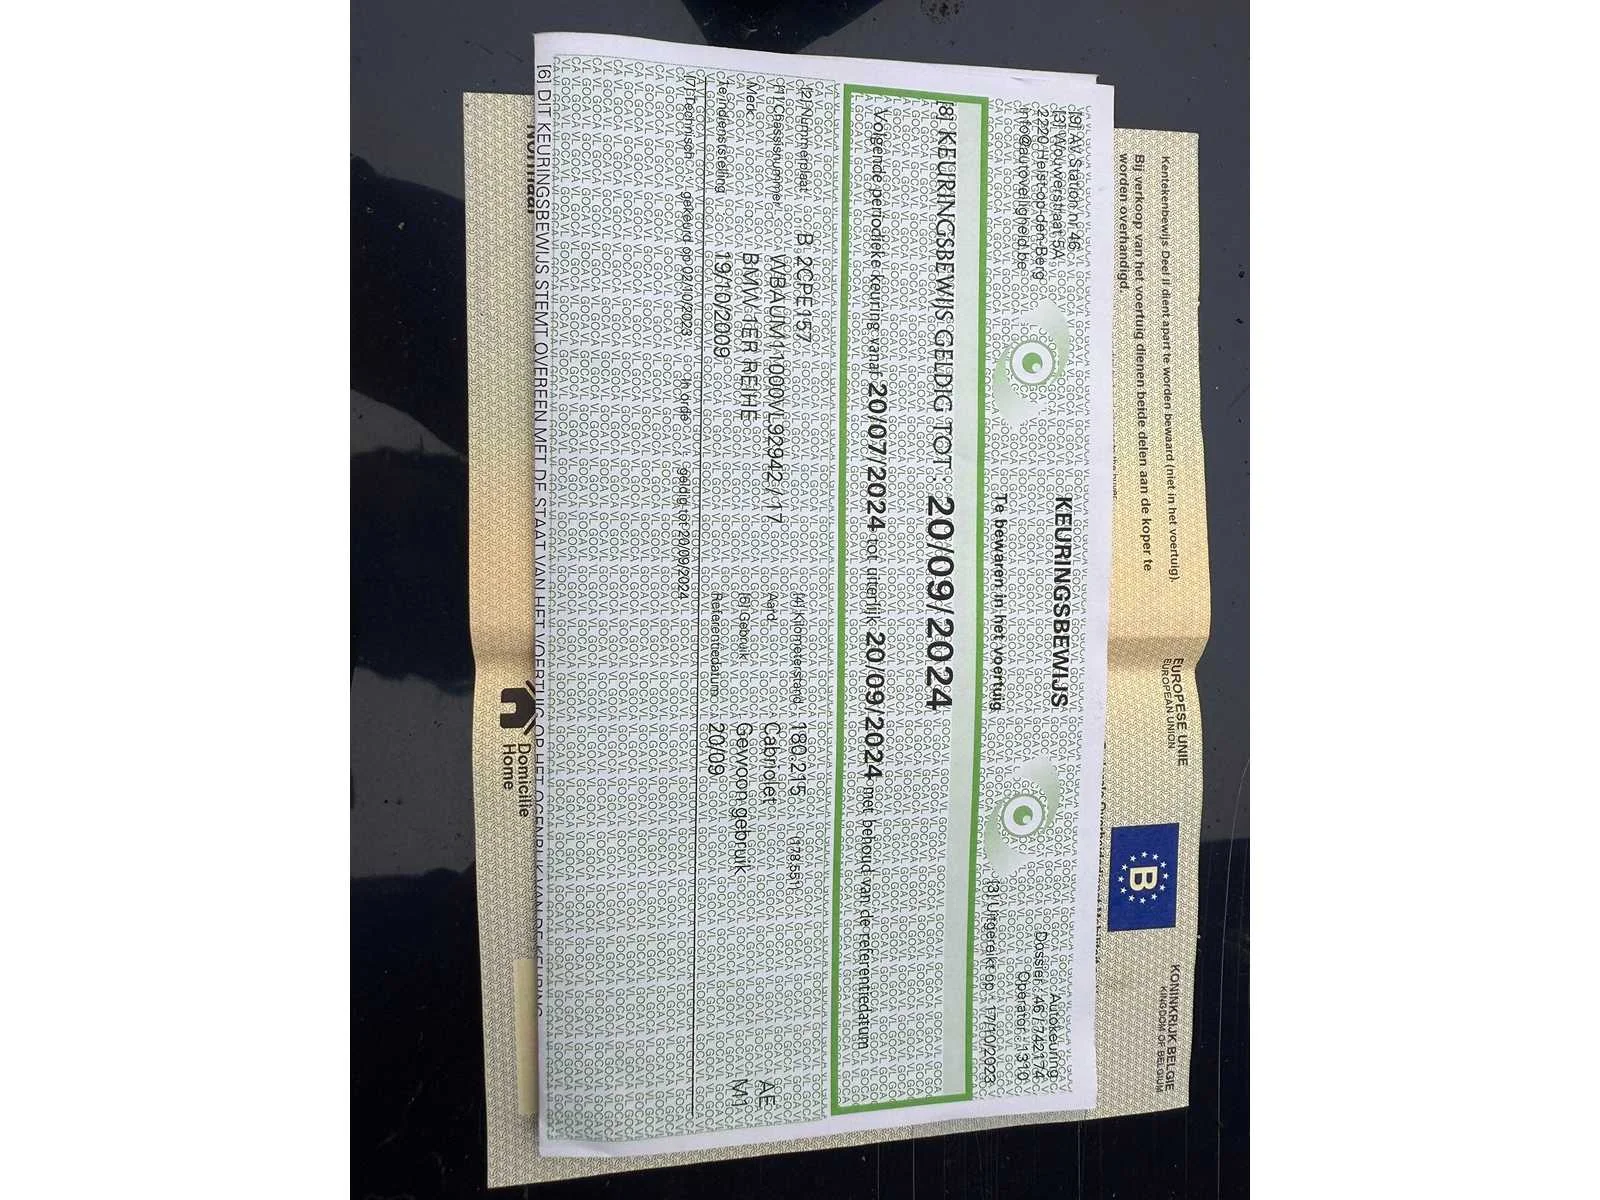 [9] AV Station nr 46
[3] Wouwerstraat 5/A
2220 Heist-op-den-Berg
info@autoveiligheid.be
KEURINGSBEWIJS
Te bewaren in het voertuig
Autokeuring
Dossier : 46 / 742174
Operator : 1310
[3] Uitgereikt op : 17/10/2023
[8] KEURINGSBEWIJS GELDIG TOT : 20/09/2024
Volgende periodieke keuring vanaf 20/07/2024 tot uiterlijk 20/09/2024 met behoud van de referentiedatum
[2] Nummerplaat B 2CPE157 [4] Kilometerstand 180.215 (178.551)
[1] Chassisnummer WBAUM11000VL92942 / 17 Aard Cabriolet AE
Merk BMW 1ER REIHE [5] Gebruik Gewoon gebruik M1
1e indienststelling 19/10/2009 Referentiedatum 20/09
[7] Technisch gekeurd op 02/10/2023 In orde geldig tot 20/09/2024
[6] DIT KEURINGSBEWIJS STEMT OVEREEN MET DE STAAT VAN HET VOERTUIG OP HET OGENBLIK VAN DE KEURING
Kentekenbewijs Deel II dient apart te worden bewaard (niet in het voertuig).
Bij verkoop van het voertuig dienen beide delen aan de koper te
worden overhandigd.
EUROPESE UNIE
EUROPEAN UNION
B
KONINKRIJK BELGIE
KINGDOM OF BELGIUM
Domicilie
Home